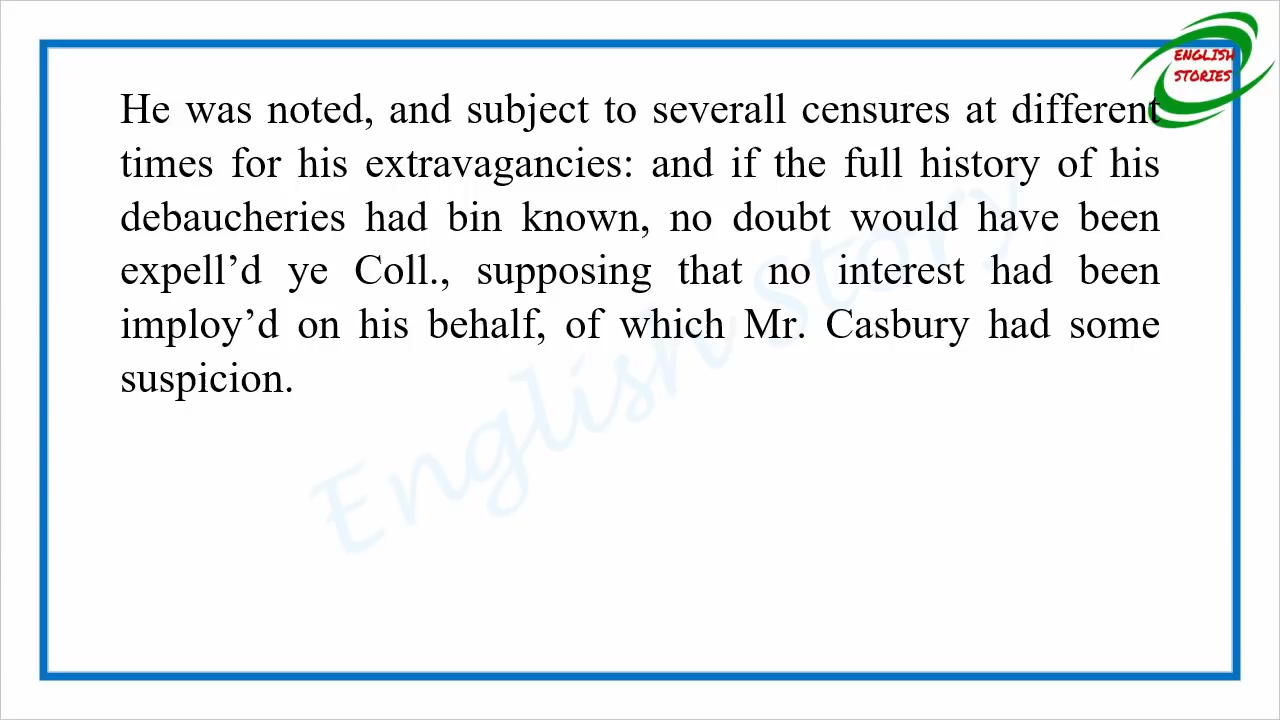 ENGLISH
STORIES
He was noted, and subject to severall censures at different
times for his extravagancies: and if the full history of his
debaucheries had bin known, no doubt would have been
expell’d ye Coll., supposing that no interest had been
imploy’d on his behalf, of which Mr. Casbury had some
suspicion.
English Story